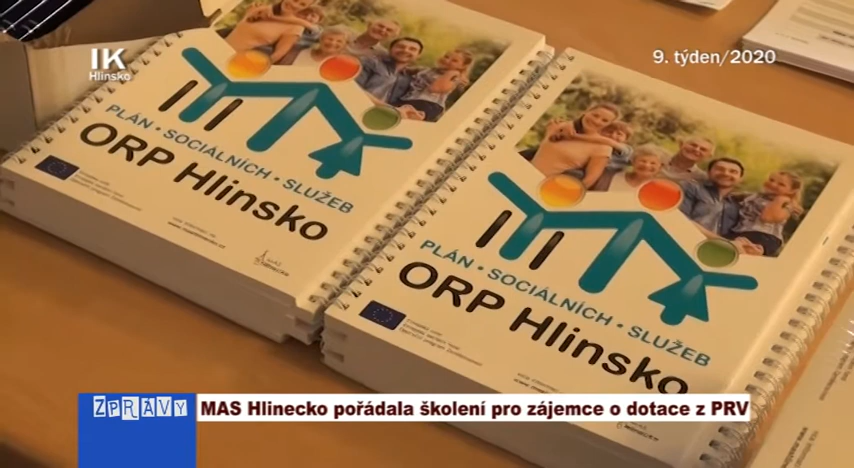 IK
Hlinsko
9. týden/2020
PLÁN • SOCIÁLNÍCH • SLUŽEB
ORP Hlinsko
PLÁN • SOCIÁLNÍCH • SLUŽEB
ORP Hlinsko
ZPRÁVY
MAS Hlinecko pořádala školení pro zájemce o dotace z PRV